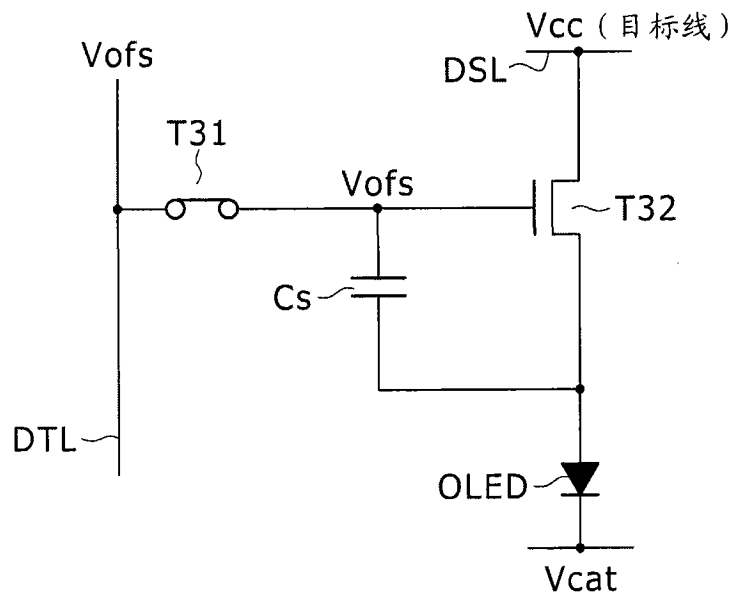 Vcc（目标线）
Vofs
DSL
T31
Vofs
T32
Cs
DTL
OLED
Vcat